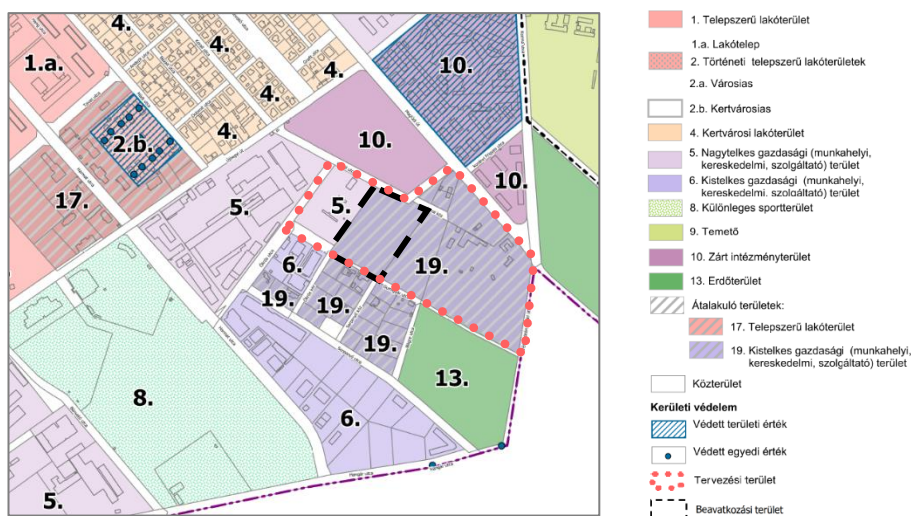 1.a.
4.
4.
4.
4.
4.
10.
2.b.
10.
10.
17.
5.
5.
6.
19.
19.
19.
19.
13.
8.
6.
5.
1. Telepszerű lakóterület
1.a. Lakótelep
2. Történeti telepszerű lakóterületek
2.a. Városias
2.b. Kertvárosias
4. Kertvárosi lakóterület
5. Nagytelkes gazdasági (munkahelyi,
kereskedelmi, szolgáltató) terület
6. Kistelkes gazdasági (munkahelyi,
kereskedelmi, szolgáltató) terület
8. Különleges sportterület
9. Temető
10. Zárt intézményterület
13. Erdőterület
Átalakuló területek:
17. Telepszerű lakóterület
19. Kistelkes gazdasági (munkahelyi,
kereskedelmi, szolgáltató) terület
Közterület
Kerületi védelem
Védett területi érték
Védett egyedi érték
Tervezési terület
Beavatkozási terület